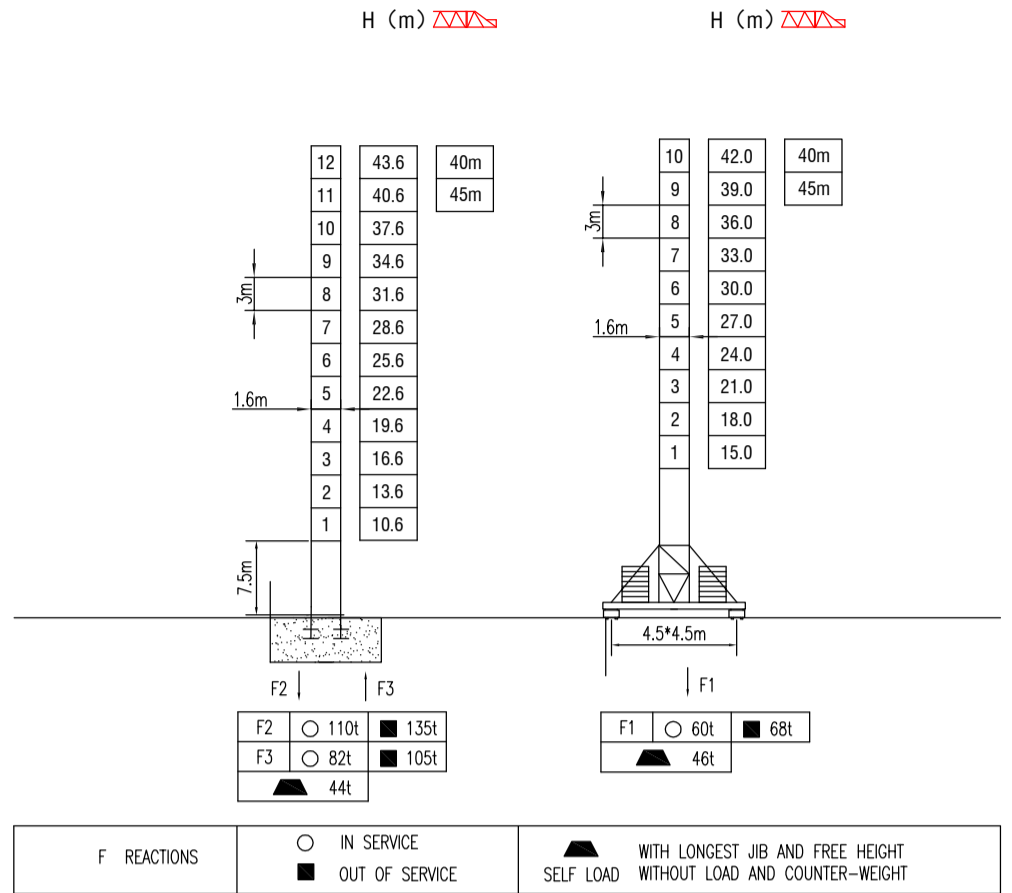 H (m)
H (m)
12 43.6 40m
11 40.6 45m
10 37.6
9 34.6
8 31.6
7 28.6
6 25.6
5 22.6
4 19.6
3 16.6
2 13.6
1 10.6
3m
1.6m
7.5m
10 42.0 40m
9 39.0 45m
8 36.0
7 33.0
6 30.0
5 27.0
4 24.0
3 21.0
2 18.0
1 15.0
3m
1.6m
4.5*4.5m
F2 F3
F2 110t 135t
F3 82t 105t
44t
F1
F1 60t 68t
46t
F REACTIONS
IN SERVICE
OUT OF SERVICE
WITH LONGEST JIB AND FREE HEIGHT
SELF LOAD WITHOUT LOAD AND COUNTER-WEIGHT